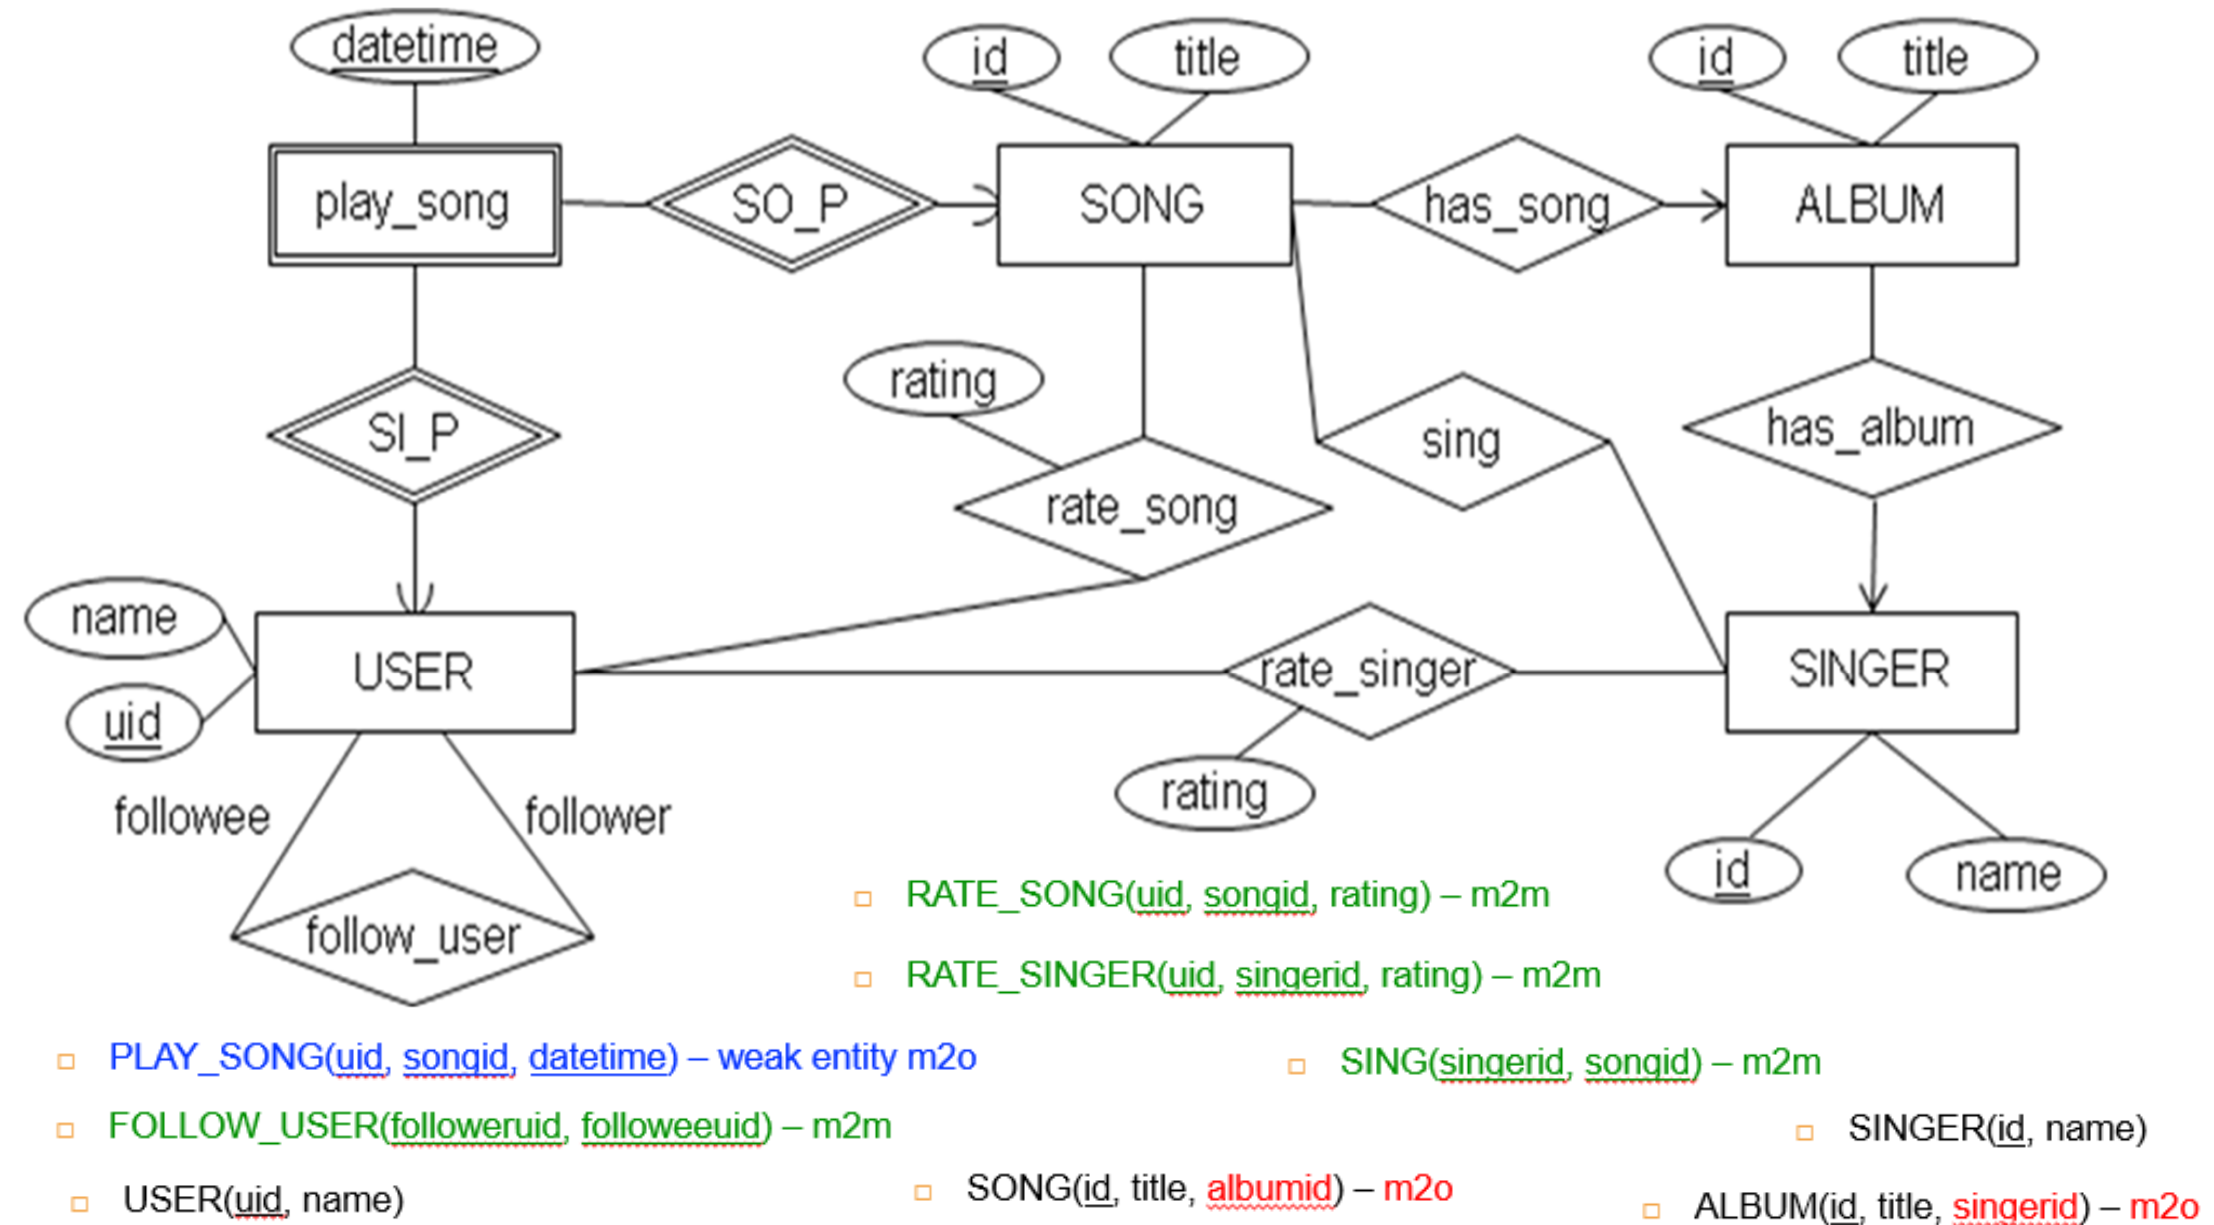 datetime
id
title
id
title
play_song
SO_P
SONG
has_song
ALBUM
rating
SI_P
sing
has_album
rate_song
name
USER
rate_singer
SINGER
uid
rating
followee
follower
id
name
follow_user
RATE_SONG(uid, songid, rating) – m2m
RATE_SINGER(uid, singerid, rating) – m2m
PLAY_SONG(uid, songid, datetime) – weak entity m2o
SING(singerid, songid) – m2m
FOLLOW_USER(followeruid, followeeuid) – m2m
SINGER(id, name)
USER(uid, name)
SONG(id, title, albumid) – m2o
ALBUM(id, title, singerid) – m2o